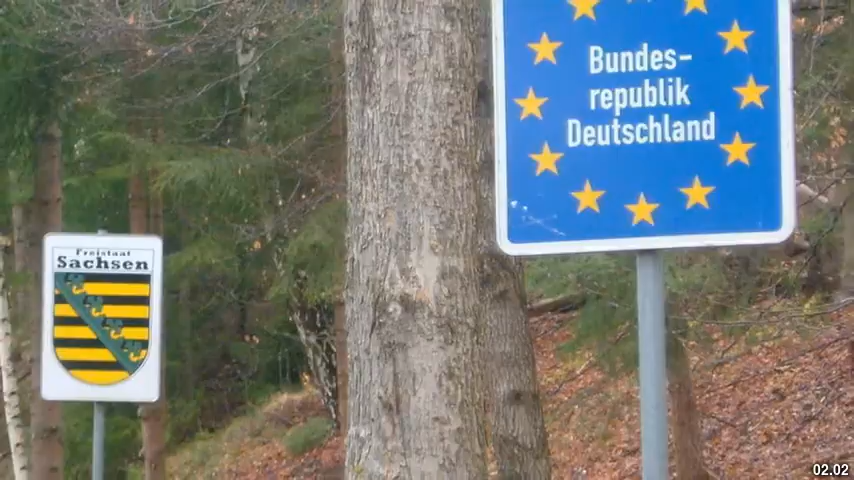 Freistaat
Sachsen
Bundes-
republik
Deutschland
02.02